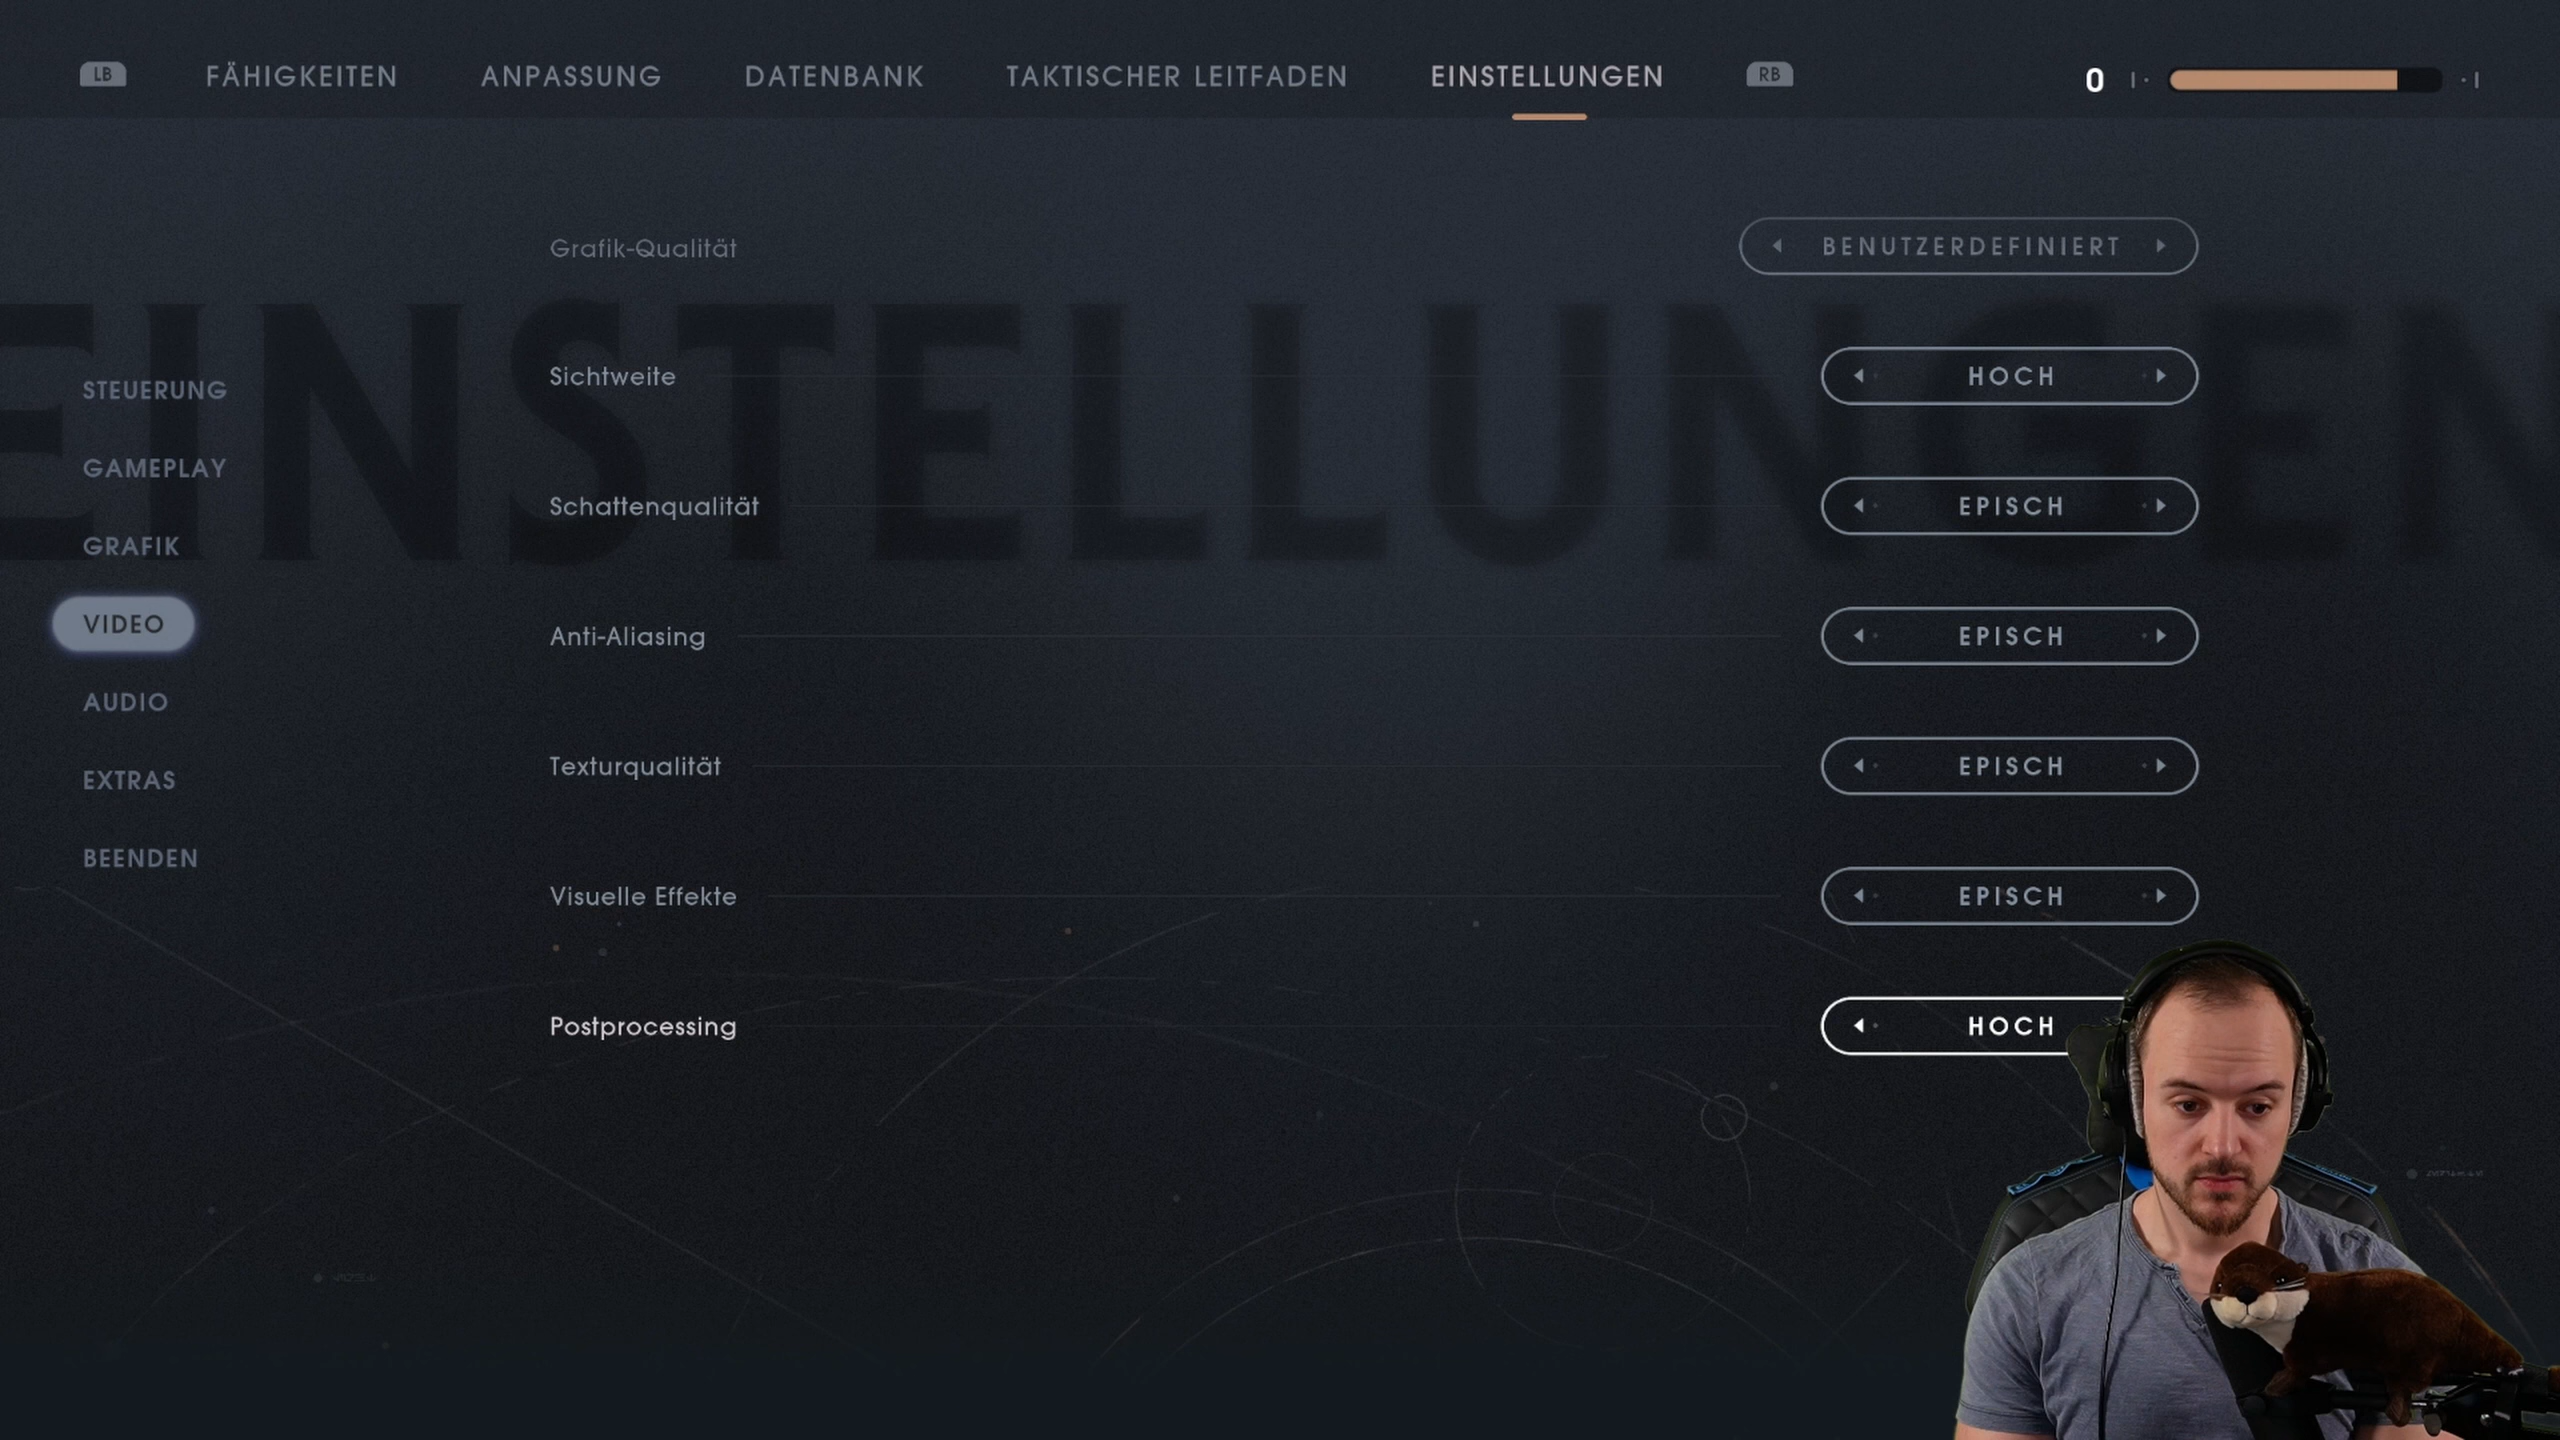 LB FÄHIGKEITEN ANPASSUNG DATENBANK TAKTISCHER LEITFADEN EINSTELLUNGEN RB 0
Grafik-Qualität BENUTZERDEFINIERT
EINSTELLUNGEN
Sichtweite HOCH
STEUERUNG
GAMEPLAY
Schattenqualität EPISCH
GRAFIK
VIDEO
Anti-Aliasing EPISCH
AUDIO
Texturqualität EPISCH
EXTRAS
BEENDEN
Visuelle Effekte EPISCH
Postprocessing HOCH